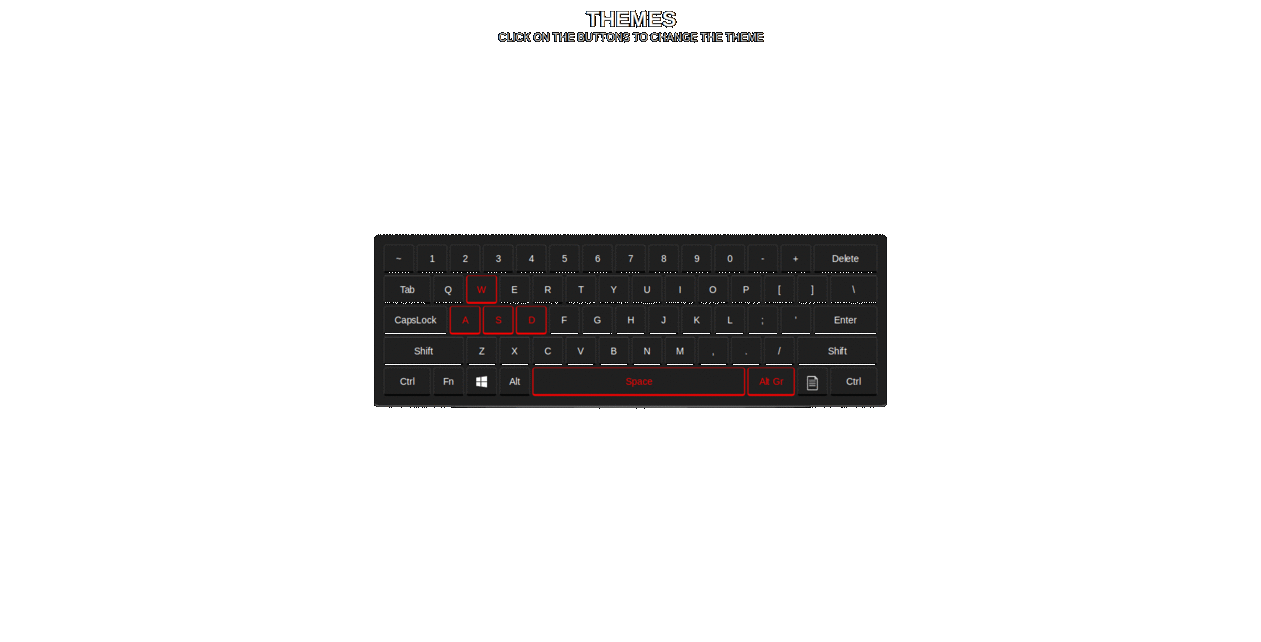 THEMES
CLICK ON THE BUTTONS TO CHANGE THE THEME
~ 1 2 3 4 5 6 7 8 9 0 - + Delete
Tab Q W E R T Y U I O P [ ] \
CapsLock A S D F G H J K L ; ' Enter
Shift Z X C V B N M , . / Shift
Ctrl Fn Alt Space Alt Gr Ctrl